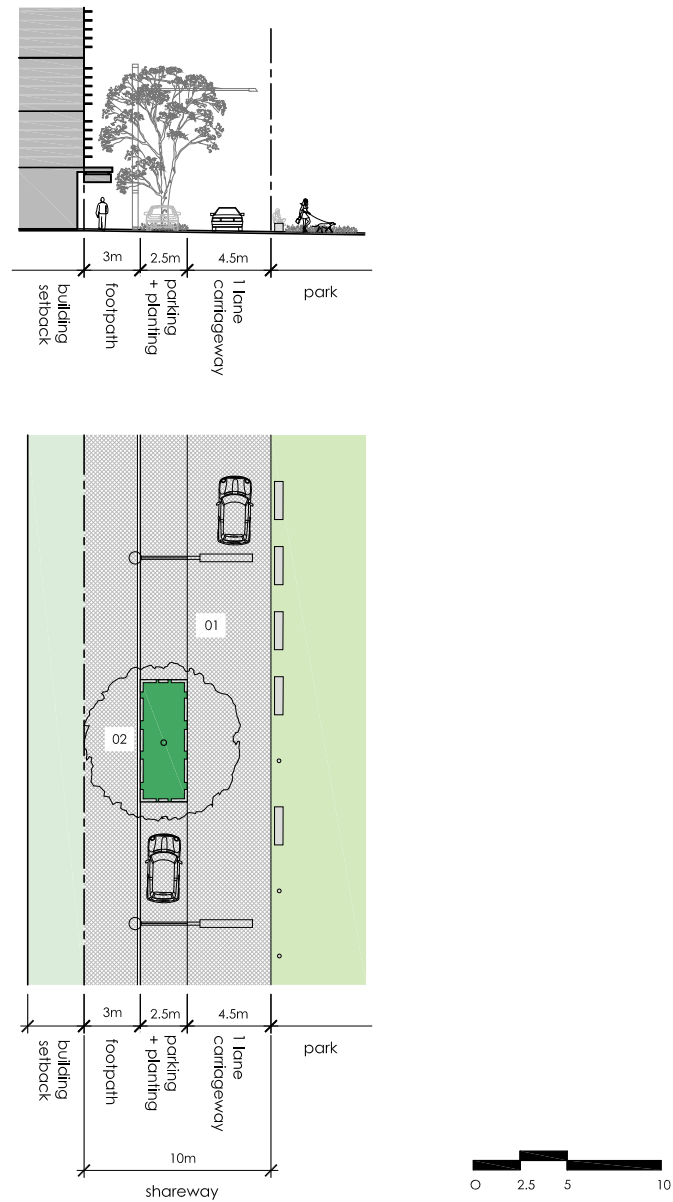 3m
2.5m
4.5m
building
setback
footpath
parking
+ planting
1 lane
carriageway
park
01
02
3m
2.5m
4.5m
building
setback
footpath
parking
+ planting
1 lane
carriageway
park
10m
shareway
0
2.5
5
10